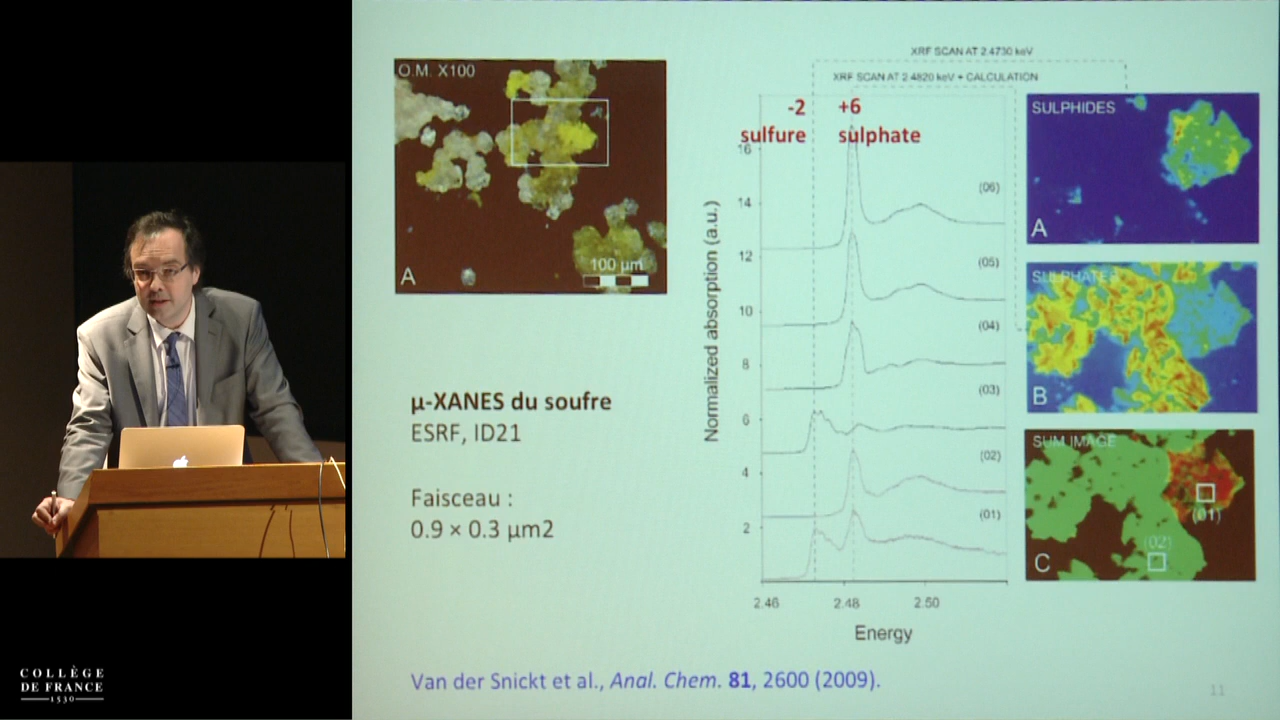 O.M. X100
100 µm
A
µ-XANES du soufre
ESRF, ID21
Faisceau :
0.9 × 0.3 µm2
XRF SCAN AT 2.4730 keV
XRF SCAN AT 2.4820 keV + CALCULATION
-2
sulfure
+6
sulphate
Normalized absorption (a.u.)
16
14
12
10
8
6
4
2
(06)
(05)
(04)
(03)
(02)
(01)
2.46
2.48
2.50
Energy
SULPHIDES
A
SULPHATES
B
SUM IMAGE
(01)
(02)
C
Van der Snickt et al., Anal. Chem. 81, 2600 (2009).
11
COLLÈGE
DE FRANCE
1530